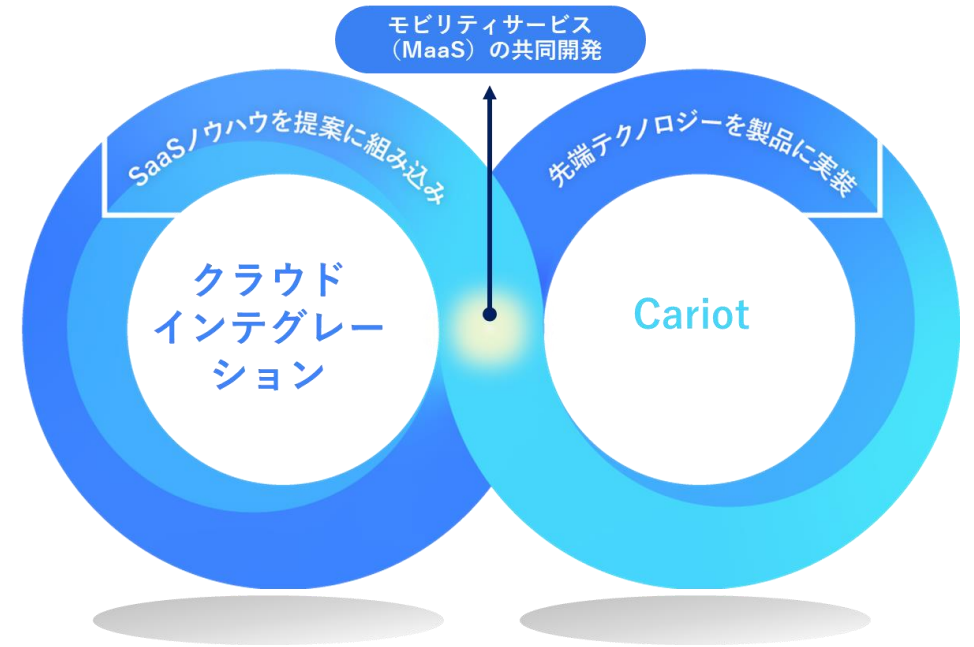 モビリティサービス
（MaaS）の共同開発
SaaSノウハウを提案に組み込み
先端テクノロジーを製品に実装
クラウド
インテグレー
ション
Cariot